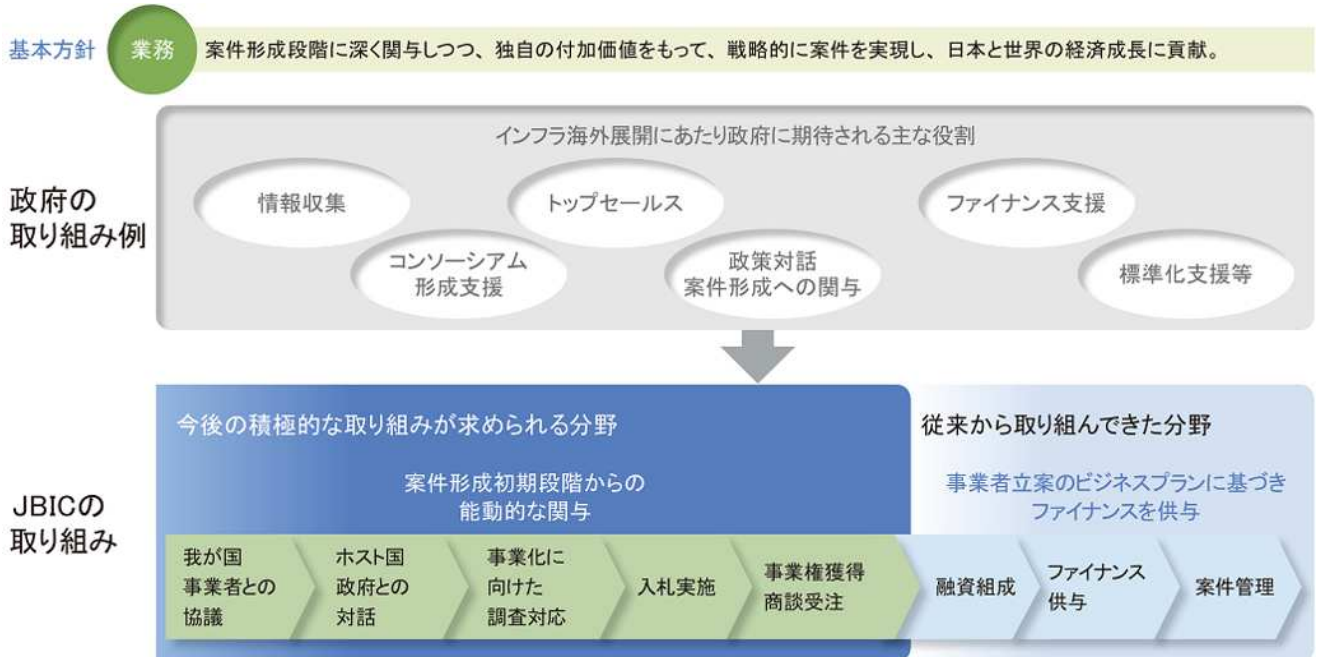 基本方針
業務
案件形成段階に深く関与しつつ、独自の付加価値をもって、戦略的に案件を実現し、日本と世界の経済成長に貢献。
政府の
取り組み例
インフラ海外展開にあたり政府に期待される主な役割
情報収集
トップセールス
ファイナンス支援
コンソーシアム
形成支援
政策対話
案件形成への関与
標準化支援等
JBICの
取り組み
今後の積極的な取り組みが求められる分野
従来から取り組んできた分野
案件形成初期段階からの
能動的な関与
事業者立案のビジネスプランに基づき
ファイナンスを供与
我が国
事業者との
協議
ホスト国
政府との
対話
事業化に
向けた
調査対応
入札実施
事業権獲得
商談受注
融資組成
ファイナンス
供与
案件管理